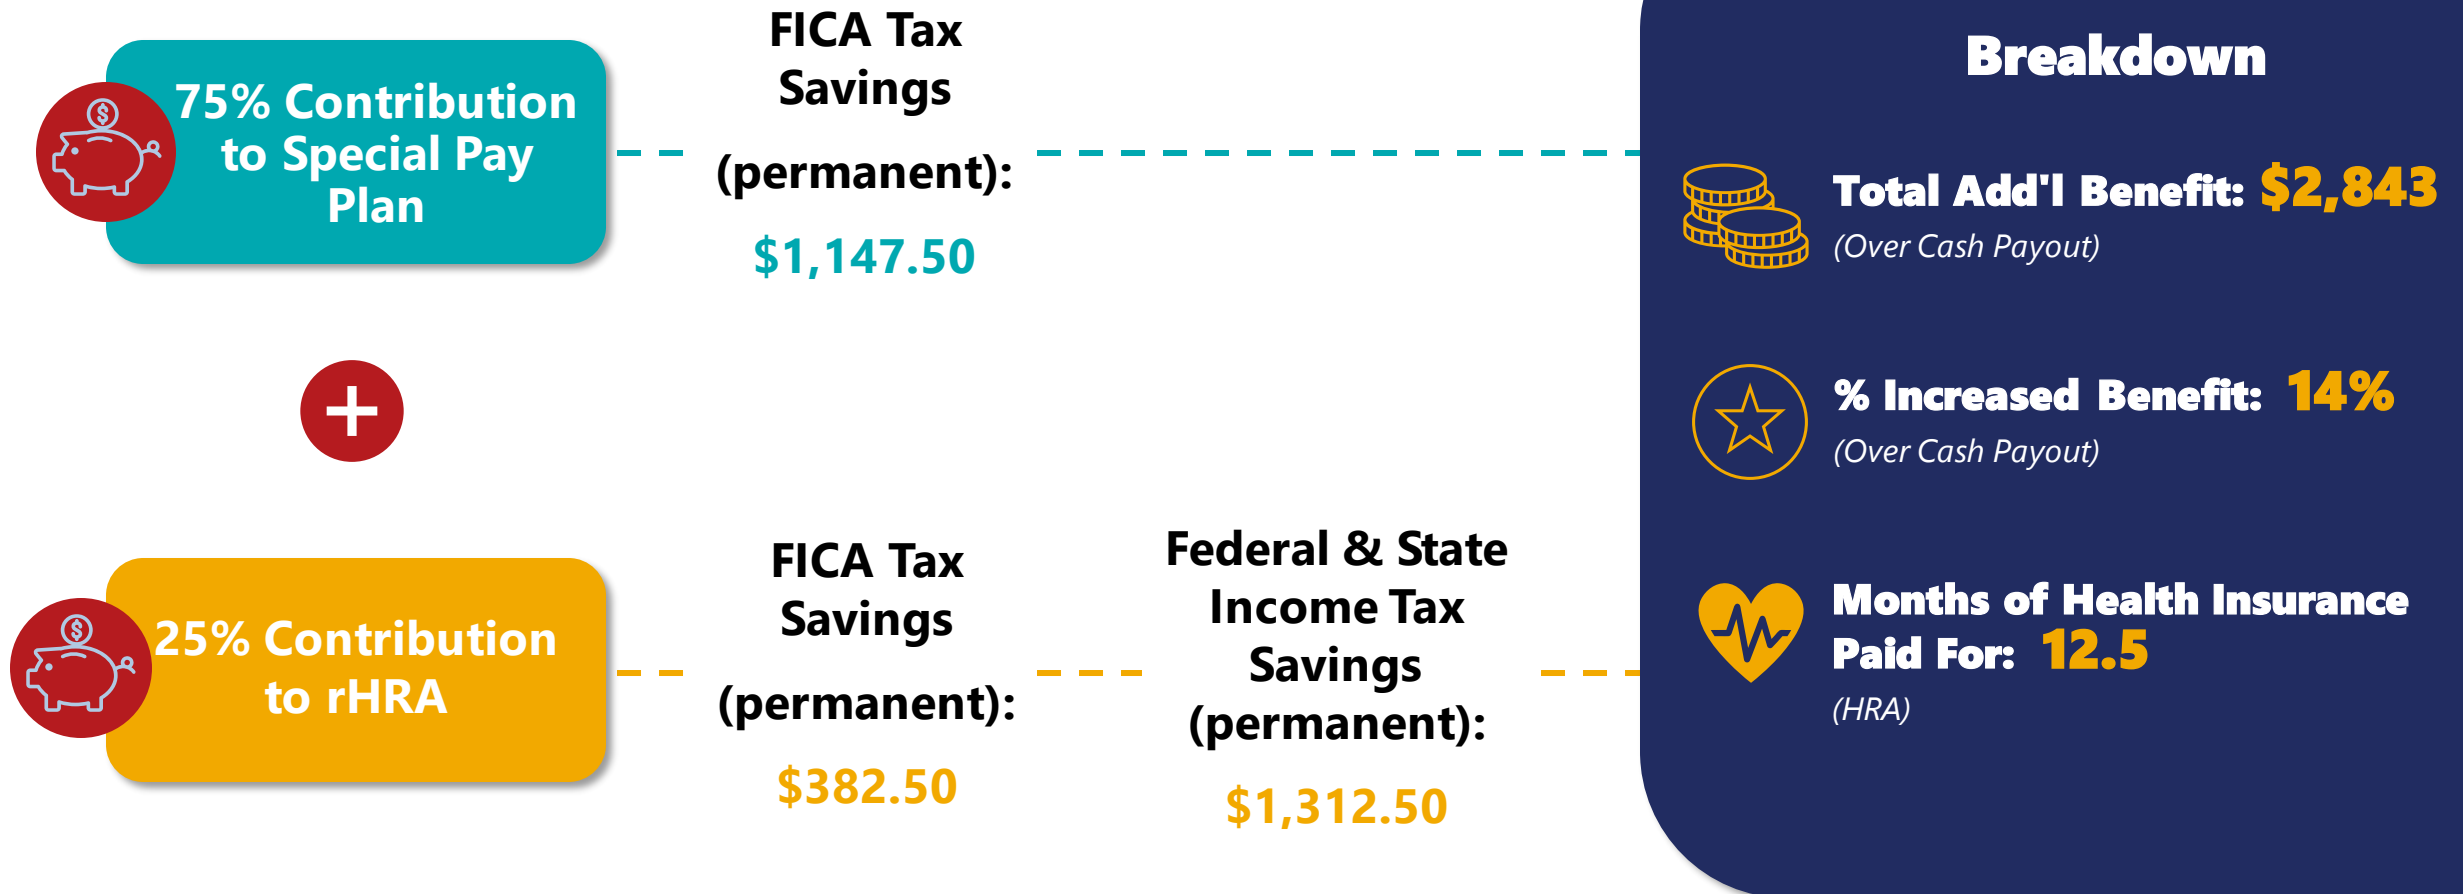 75% Contribution
to Special Pay
Plan
FICA Tax
Savings
(permanent):
$1,147.50
+
25% Contribution
to rHRA
FICA Tax
Savings
(permanent):
$382.50
Federal & State
Income Tax
Savings
(permanent):
$1,312.50
Breakdown
Total Add'l Benefit: $2,843
(Over Cash Payout)
% Increased Benefit: 14%
(Over Cash Payout)
Months of Health Insurance
Paid For: 12.5
(HRA)